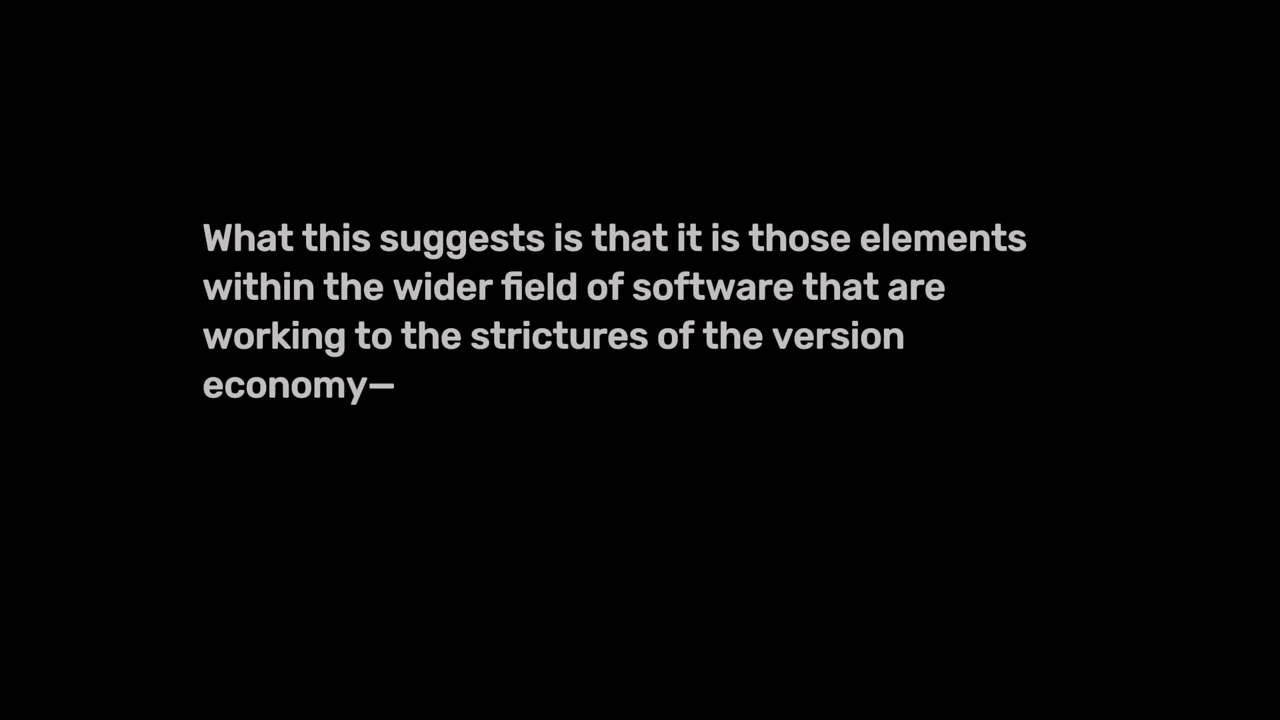 What this suggests is that it is those elements
within the wider field of software that are
working to the strictures of the version
economy—